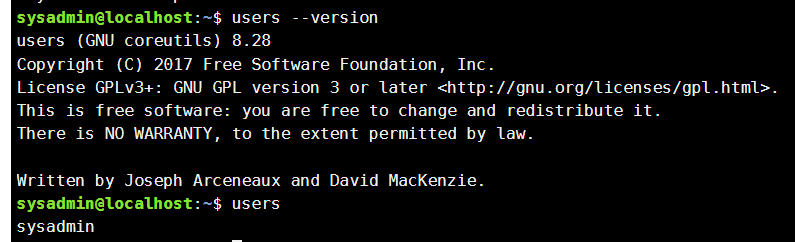 sysadmin@localhost:~$ users --version
users (GNU coreutils) 8.28
Copyright (C) 2017 Free Software Foundation, Inc.
License GPLv3+: GNU GPL version 3 or later <http://gnu.org/licenses/gpl.html>.
This is free software: you are free to change and redistribute it.
There is NO WARRANTY, to the extent permitted by law.
Written by Joseph Arceneaux and David MacKenzie.
sysadmin@localhost:~$ users
sysadmin